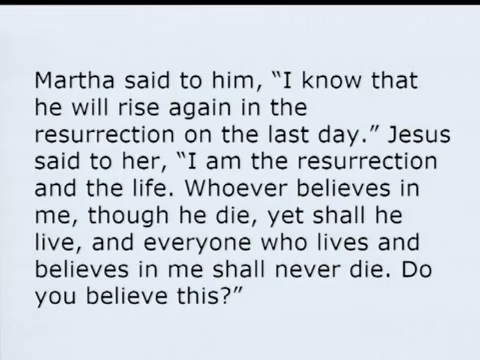 Martha said to him, “I know that
he will rise again in the
resurrection on the last day.” Jesus
said to her, “I am the resurrection
and the life. Whoever believes in
me, though he die, yet shall he
live, and everyone who lives and
believes in me shall never die. Do
you believe this?”